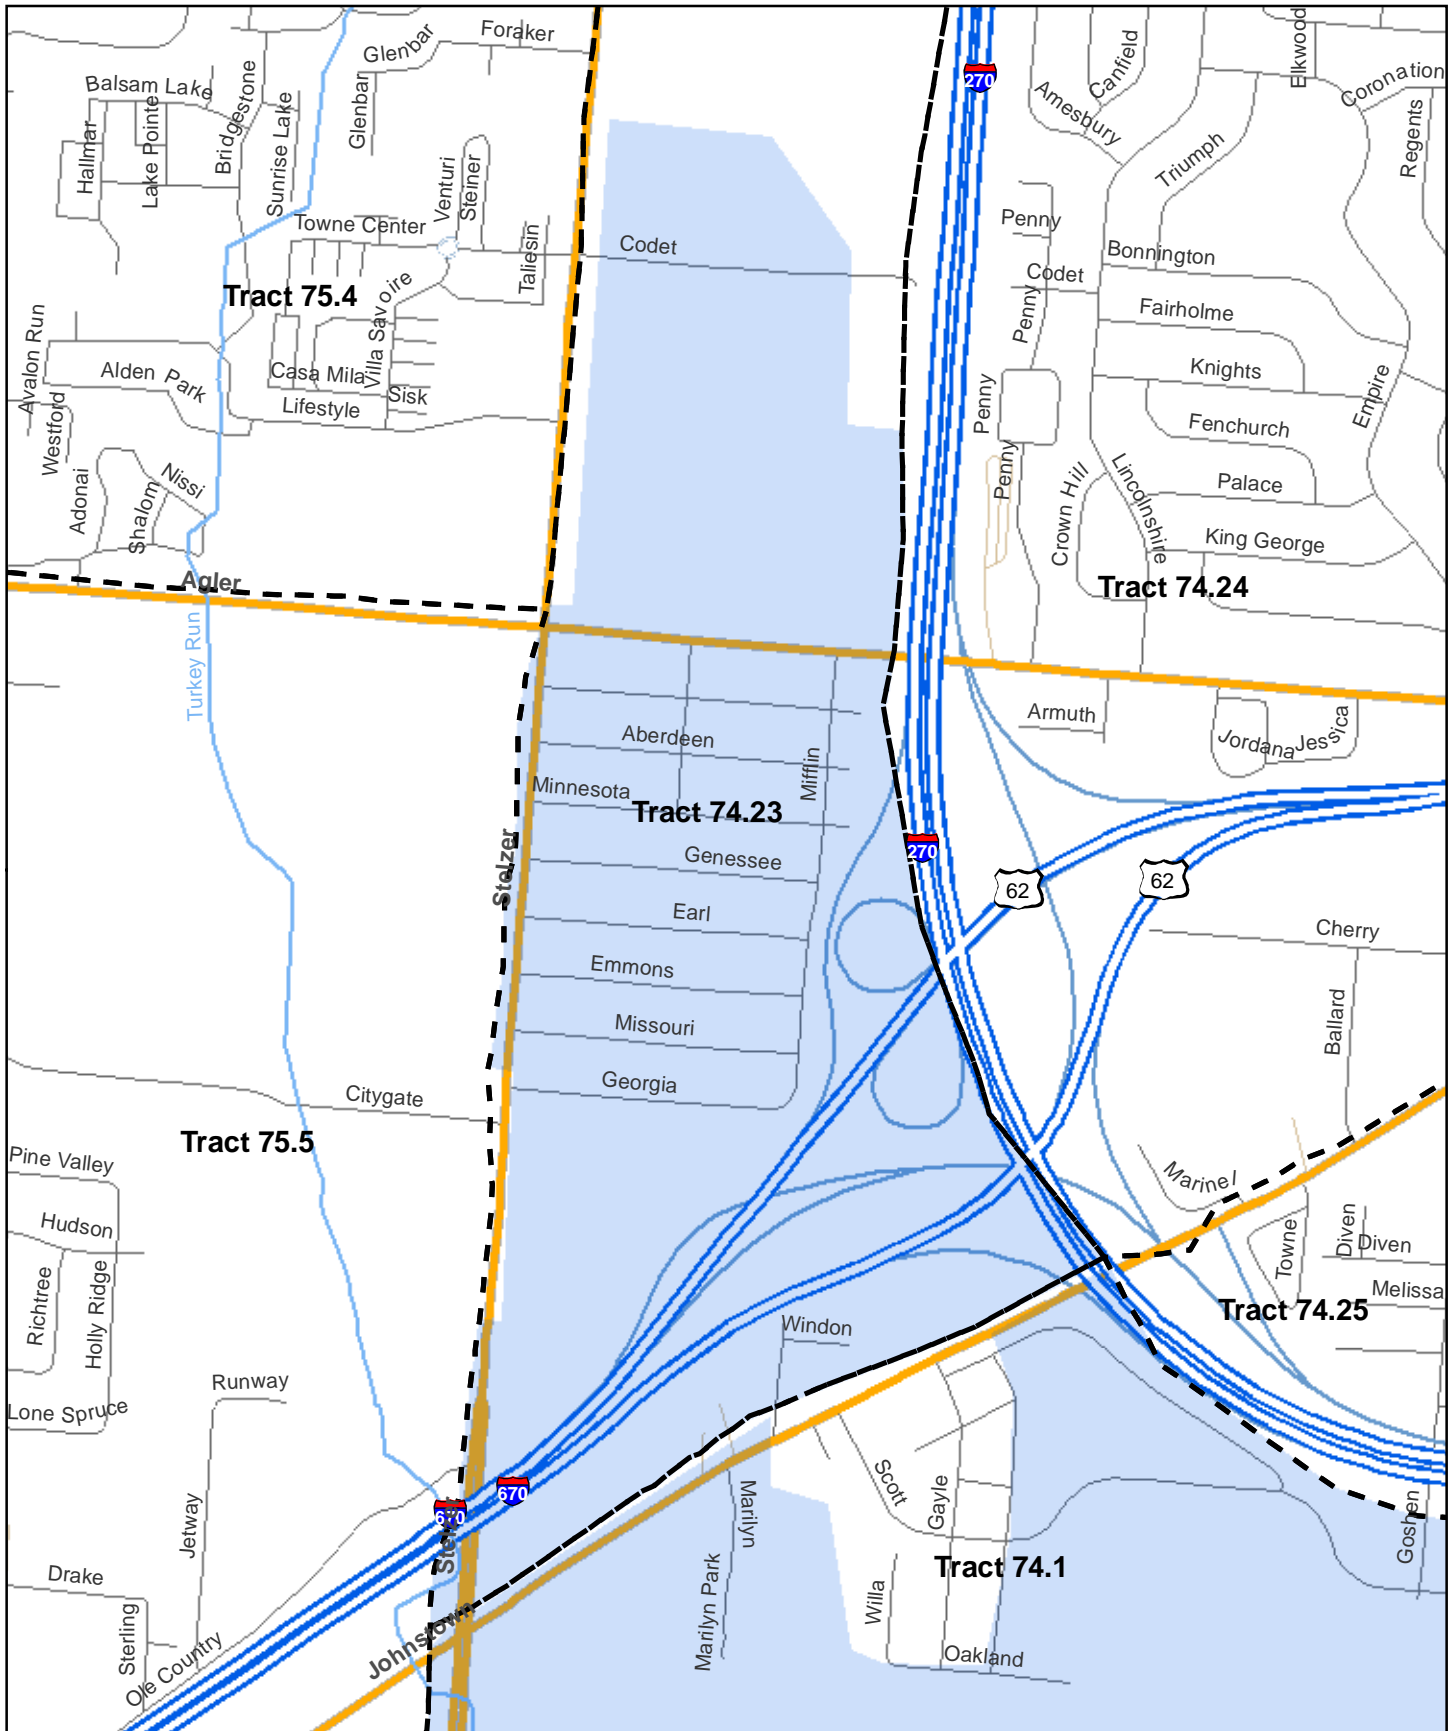 Foraker
Glenbar
270
Elkwood
Canfield
Coronation
Balsam Lake
Bridgestone
Glenbar
Amesbury
Regents
Lake Pointe
Sunrise Lake
Hallmar
Triumph
Venturi
Steiner
Penny
Towne Center
Taliesin
Codet
Bonnington
Codet
Tract 75.4
Villa Savoire
Penny
Fairholme
Avalon Run
Alden Park
Casa Mila
Sisk
Knights
Empire
Lifestyle
Penny
Westford
Fenchurch
Nissi
Penny
Adonai
Shalom
Crown Hill
Lincolnshire
Palace
King George
Agler
Tract 74.24
Turkey Run
Armuth
Jordana
Jessica
Aberdeen
Mifflin
Minnesota
Tract 74.23
Stelzer
Genessee
270
62
62
Earl
Cherry
Emmons
Missouri
Ballard
Georgia
Citygate
Tract 75.5
Pine Valley
Marinel
Hudson
Towne
Diven
Diven
Richtree
Holly Ridge
Melissa
Tract 74.25
Windon
Runway
Lone Spruce
Scott
Gayle
670
670
Stelzer
Marilyn
Jetway
Goshen
Tract 74.1
Drake
Willa
Marilyn Park
Sterling
Johnstown
Ole Country
Oakland